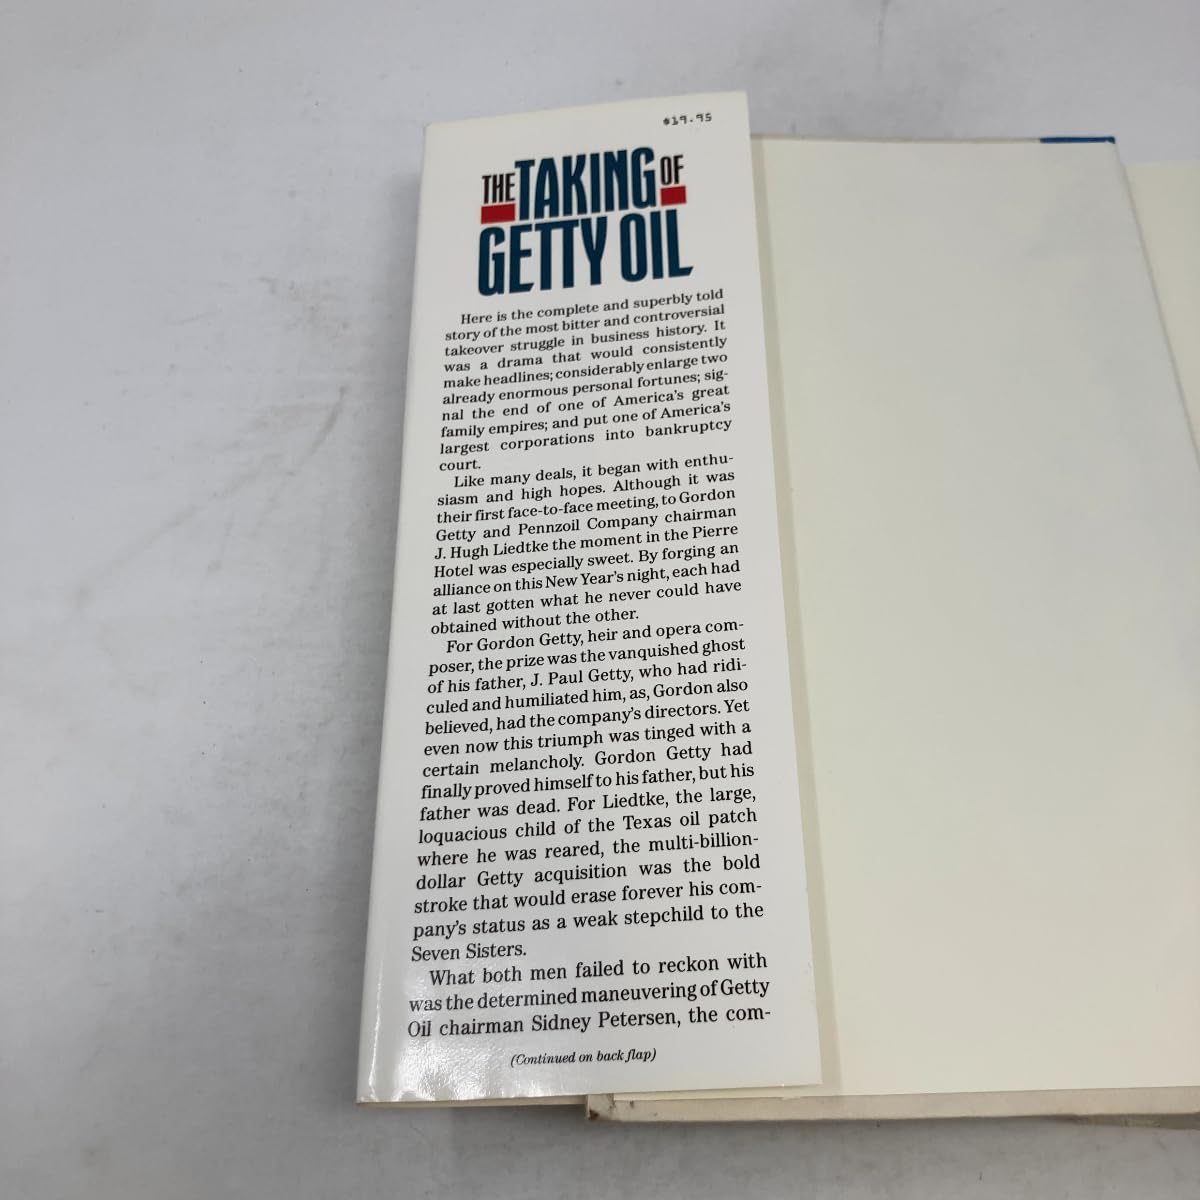 $19.95
THE TAKING OF
GETTY OIL
Here is the complete and superbly told
story of the most bitter and controversial
takeover struggle in business history. It
was a drama that would consistently
make headlines; considerably enlarge two
already enormous personal fortunes; sig-
nal the end of one of America's great
family empires; and put one of America's
largest corporations into bankruptcy
court.
Like many deals, it began with enthu-
siasm and high hopes. Although it was
their first face-to-face meeting, to Gordon
Getty and Pennzoil Company chairman
J. Hugh Liedtke the moment in the Pierre
Hotel was especially sweet. By forging an
alliance on this New Year's night, each had
at last gotten what he never could have
obtained without the other.
For Gordon Getty, heir and opera com-
poser, the prize was the vanquished ghost
of his father, J. Paul Getty, who had ridi-
culed and humiliated him, as, Gordon also
believed, had the company's directors. Yet
even now this triumph was tinged with a
certain melancholy. Gordon Getty had
finally proved himself to his father, but his
father was dead. For Liedtke, the large,
loquacious child of the Texas oil patch
where he was reared, the multi-billion-
dollar Getty acquisition was the bold
stroke that would erase forever his com-
pany's status as a weak stepchild to the
Seven Sisters.
What both men failed to reckon with
was the determined maneuvering of Getty
Oil chairman Sidney Petersen, the com-
(Continued on back flap)